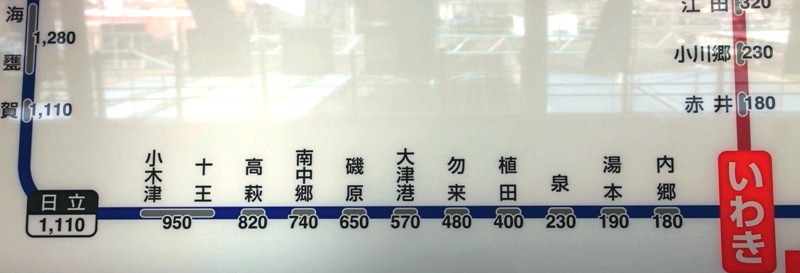 海
1,280
甕
賀 1,110
江田 320
小川郷 230
赤井 180
小木津
十王
950
高萩
820
南中郷
740
磯原
650
大津港
570
勿来
480
植田
400
泉
230
湯本
190
内郷
180
日立
1,110
いわき